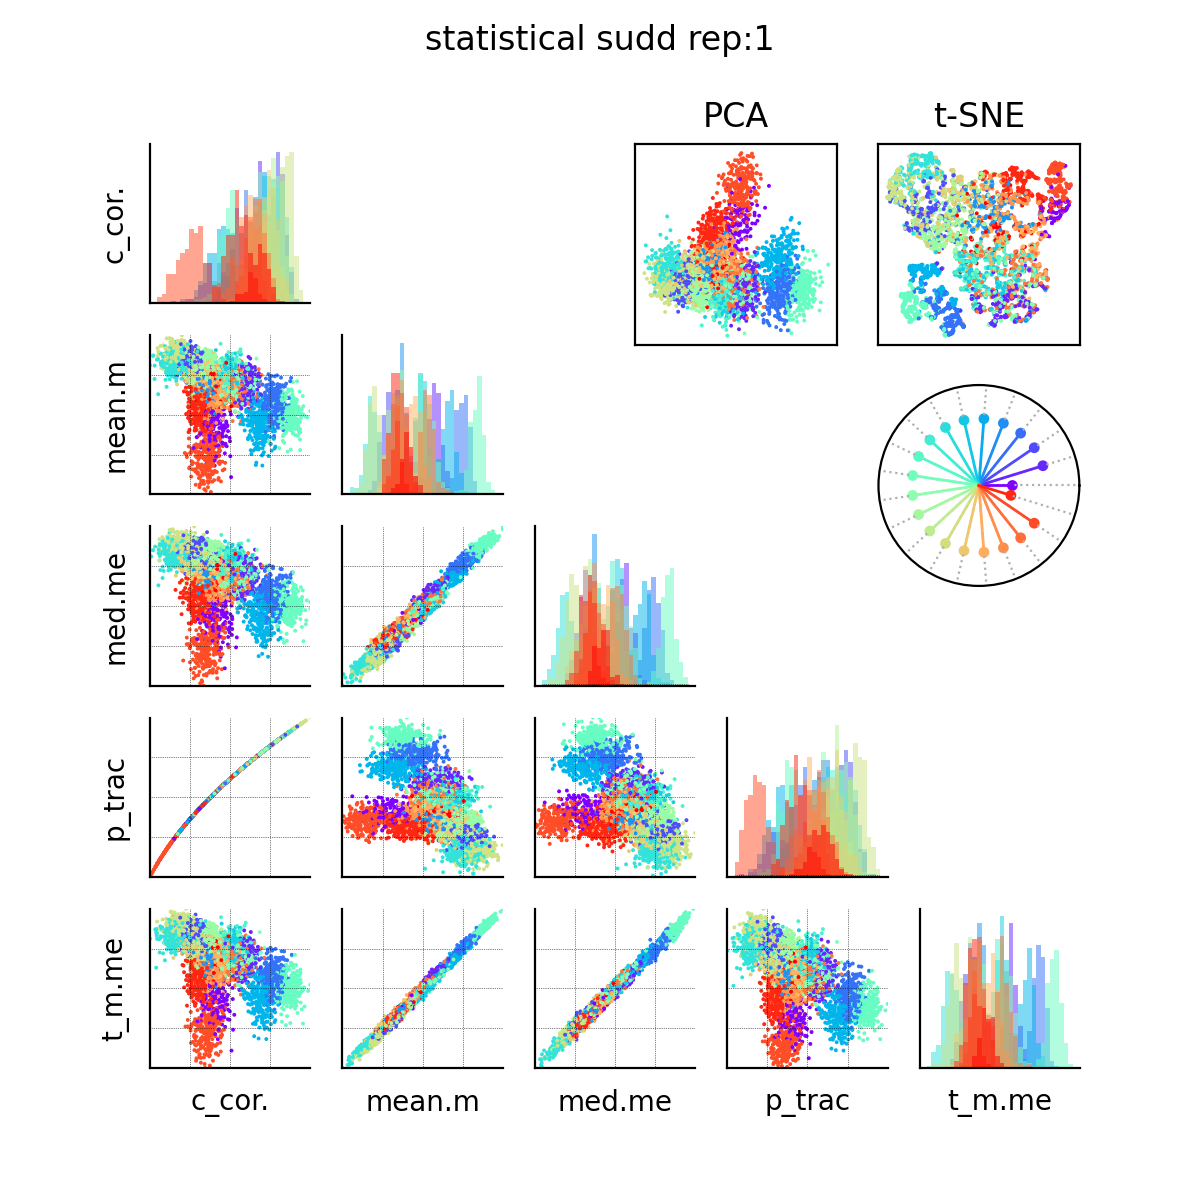 statistical sudd rep:1
PCA
t-SNE
c_cor.
mean.m
med.me
p_trac
t_m.me
c_cor.
mean.m
med.me
p_trac
t_m.me